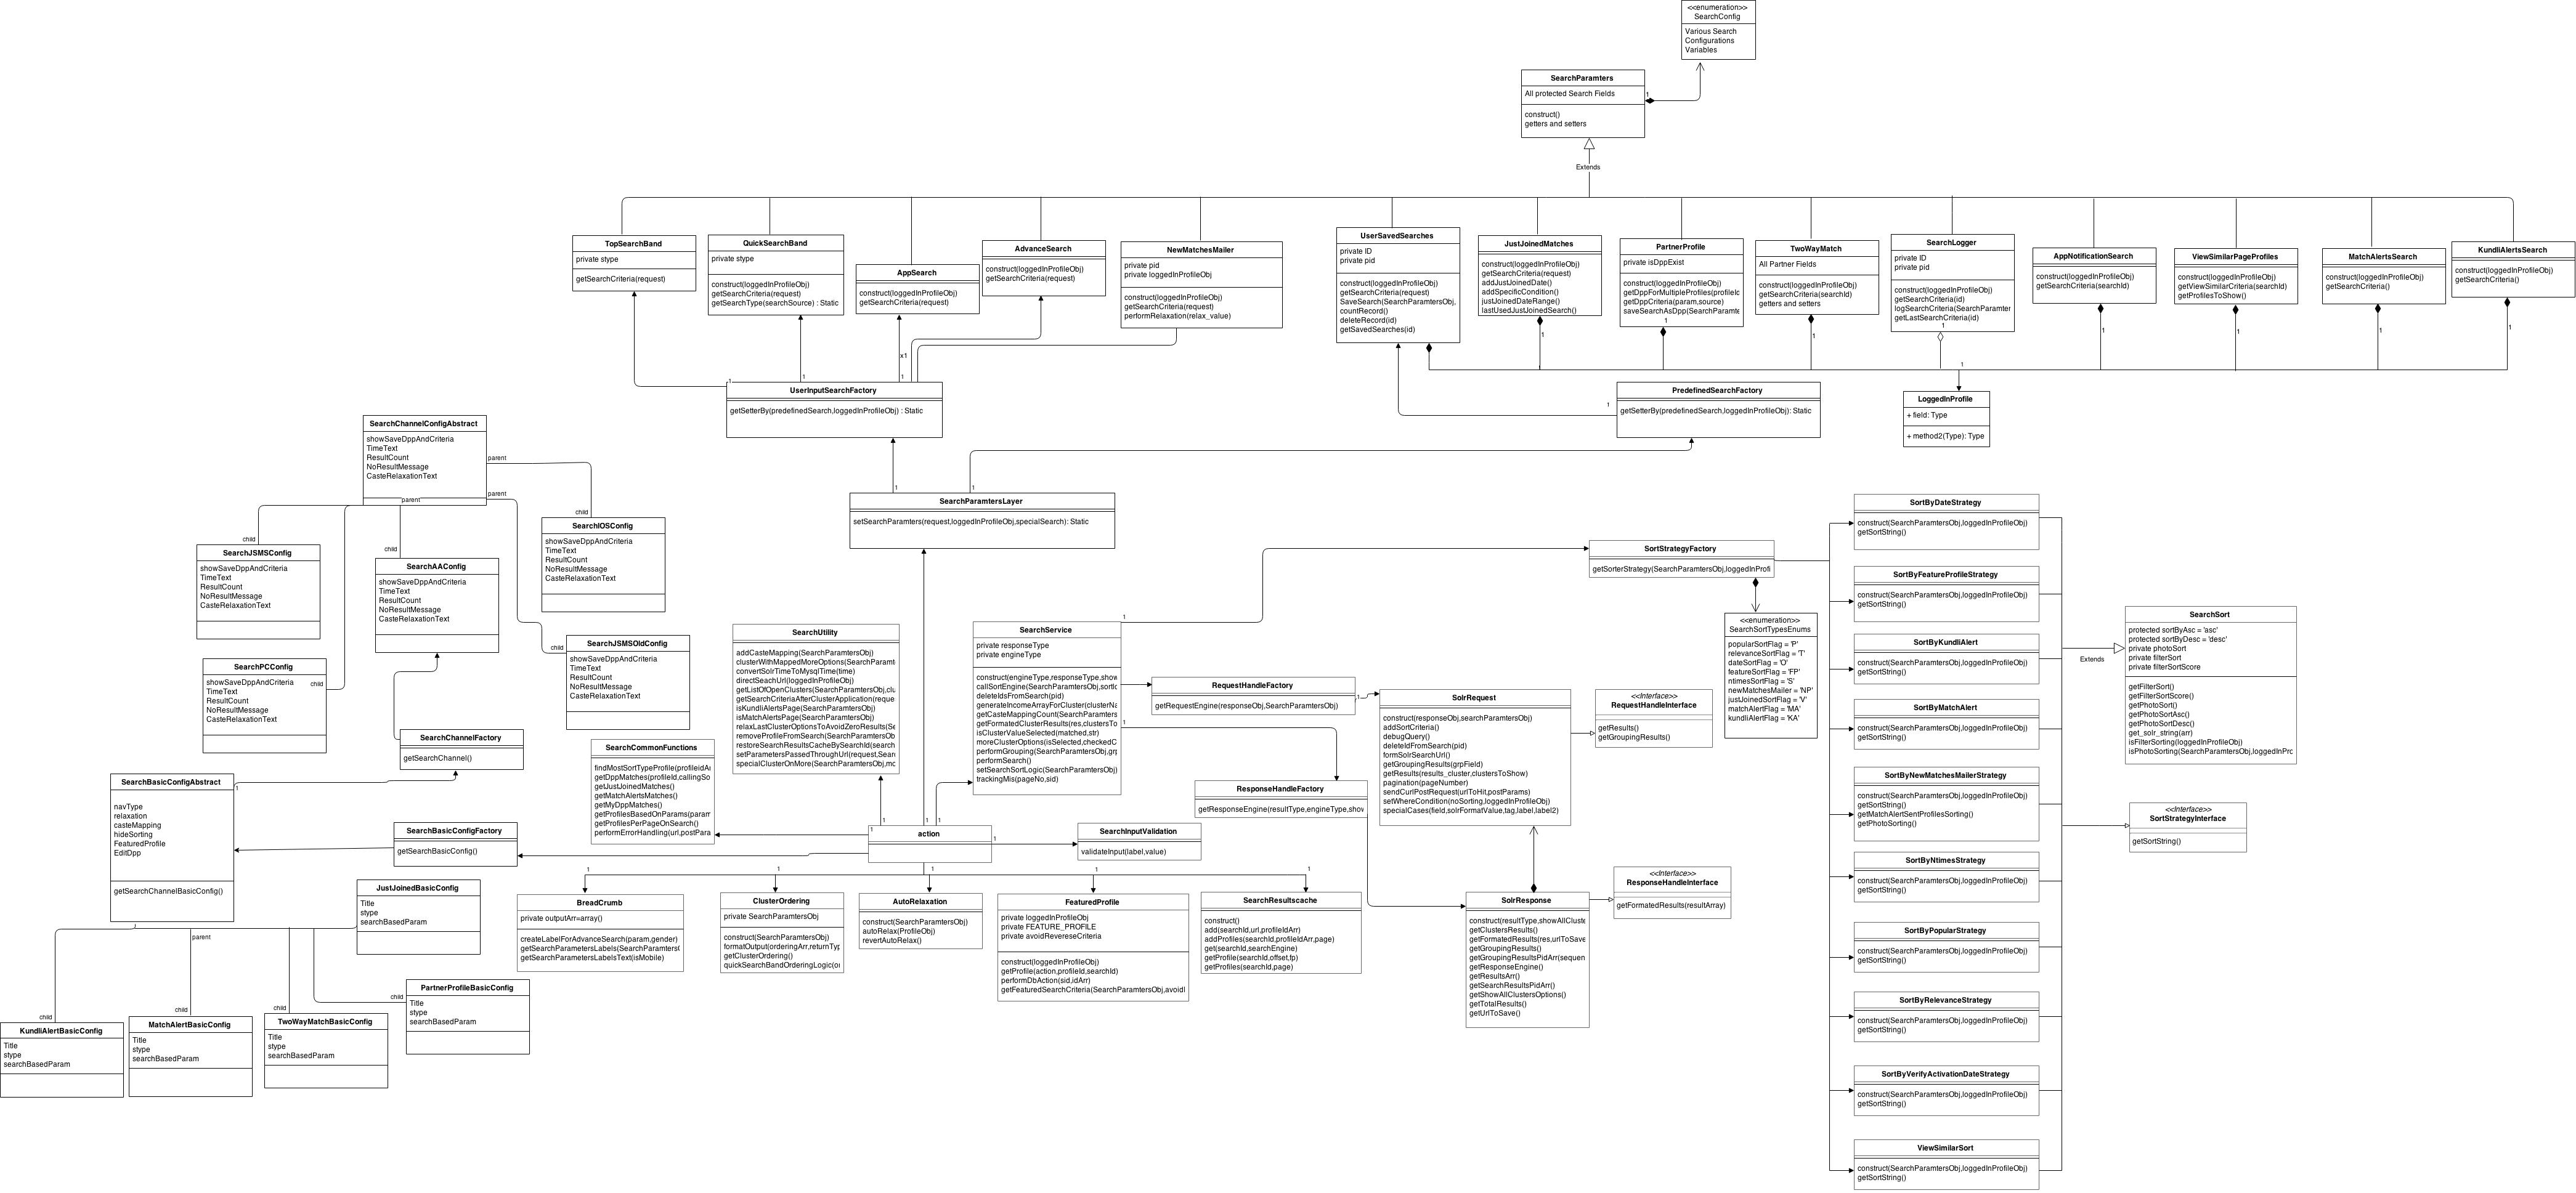 <<enumeration>>
SearchConfig
Various Search
Configurations
Variables
SearchParamters
All protected Search Fields
construct()
getters and setters
1
Extends
TopSearchBand
private stype
getSearchCriteria(request)
QuickSearchBand
private stype
construct(loggedInProfileObj)
getSearchCriteria(request)
getSearchType(searchSource) : Static
AppSearch
construct(loggedInProfileObj)
getSearchCriteria(request)
AdvanceSearch
construct(loggedInProfileObj)
getSearchCriteria(request)
NewMatchesMailer
private pid
private loggedInProfileObj
construct(loggedInProfileObj)
getSearchCriteria(request)
performRelaxation(relax_value)
UserSavedSearches
private ID
private pid
construct(loggedInProfileObj)
getSearchCriteria(request)
SaveSearch(SearchParamtersObj,
countRecord()
deleteRecord(id)
getSavedSearches(id)
JustJoinedMatches
construct(loggedInProfileObj)
getSearchCriteria(request)
addJustJoinedDate()
addSpecificCondition()
justJoinedDateRange()
lastUsedJustJoinedSearch()
PartnerProfile
private isDppExist
construct(loggedInProfileObj)
getDppForMultipleProfiles(profileIc
getDppCriteria(param,source)
saveSearchAsDpp(SearchParamte
1
TwoWayMatch
All Partner Fields
construct(loggedInProfileObj)
getSearchCriteria(searchId)
getters and setters
SearchLogger
private ID
private pid
construct(loggedInProfileObj)
getSearchCriteria(id)
logSearchCriteria(SearchParamter
getLastSearchCriteria(id)
1
AppNotificationSearch
construct(loggedInProfileObj)
getSearchCriteria(searchId)
ViewSimilarPageProfiles
construct(loggedInProfileObj)
getViewSimilarCriteria(searchId)
getProfilesToShow()
MatchAlertsSearch
construct(loggedInProfileObj)
getSearchCriteria()
KundliAlertsSearch
construct(loggedInProfileObj)
getSearchCriteria()
1
1
1
1
1
1
1
1
x1
1
1
1
UserInputSearchFactory
getSetterBy(predefinedSearch,loggedInProfileObj) : Static
1
PredefinedSearchFactory
getSetterBy(predefinedSearch,loggedInProfileObj): Static
LoggedInProfile
+ field: Type
+ method2(Type): Type
SearchChannelConfigAbstract
showSaveDppAndCriteria
TimeText
ResultCount
NoResultMessage
CasteRelaxationText
parent
parent
parent
1
1
SearchParamtersLayer
setSearchParamters(request,loggedInProfileObj,specialSearch): Static
child
SearchIOSConfig
showSaveDppAndCriteria
TimeText
ResultCount
NoResultMessage
CasteRelaxationText
child
SearchJSMSConfig
showSaveDppAndCriteria
TimeText
ResultCount
NoResultMessage
CasteRelaxationText
child
SearchAAConfig
showSaveDppAndCriteria
TimeText
ResultCount
NoResultMessage
CasteRelaxationText
child
SearchJSMSOldConfig
showSaveDppAndCriteria
TimeText
ResultCount
NoResultMessage
CasteRelaxationText
SearchPCConfig
showSaveDppAndCriteria
TimeText
ResultCount
NoResultMessage
CasteRelaxationText
child
SearchChannelFactory
getSearchChannel()
SearchCommonFunctions
findMostSortTypeProfile(profileidAr
getDppMatches(profileId,callingSo
getJustJoinedMatches()
getMatchAlertsMatches()
getMyDppMatches()
getProfilesBasedOnParams(param
getProfilesPerPageOnSearch()
performErrorHandling(url,postPara
SearchUtility
addCasteMapping(SearchParamtersObj)
clusterWithMappedMoreOptions(SearchParamt
convertSolrTimeToMysqlTime(time)
directSeachUrl(loggedInProfileObj)
getListOfOpenClusters(SearchParamtersObj,clu
getSearchCriteriaAfterClusterApplication(reque
isKundliAlertsPage(SearchParamtersObj)
isMatchAlertsPage(SearchParamtersObj)
relaxLastClusterOptionsToAvoidZeroResults(Se
removeProfileFromSearch(SearchParamtersOb
restoreSearchResultsCacheBySearchId(search
setParametersPassedThroughUrl(request,Sear
specialClusterOnMore(SearchParamtersObj,mc
SearchService
private responseType
private engineType
construct(engineType,responseType,show
callSortEngine(SearchParamtersObj,sortIc
deleteIdsFromSearch(pid)
generateIncomeArrayForCluster(clusterNa
getCasteMappingCount(SearchParamters
getFormatedClusterResults(res,clustersTo
isClusterValueSelected(matched,str)
moreClusterOptions(isSelected,checkedC
performGrouping(SearchParamtersObj,grp
performSearch()
setSearchSortLogic(SearchParamtersObj)
trackingMis(pageNo,sid)
1
1
RequestHandleFactory
getRequestEngine(responseObj,SearchParamtersObj)
1
SolrRequest
construct(responseObj,searchParamtersObj)
addSortCriteria()
debugQuery()
deleteIdFromSearch(pid)
formSolrSearchUrl()
getGroupingResults(grpField)
getResults(results_cluster,clustersToShow)
pagination(pageNumber)
sendCurlPostRequest(urlToHit,postParams)
setWhereCondition(noSorting,loggedInProfileObj)
specialCases(field,solrFormatValue,tag,label,label2)
<<Interface>>
RequestHandleInterface
getResults()
getGroupingResults()
ResponseHandleFactory
getResponseEngine(resultType,engineType,shov
SortStrategyFactory
getSorterStrategy(SearchParamtersObj,loggedInProfi
<<enumeration>>
SearchSortTypesEnums
popularSortFlag = 'P'
relevanceSortFlag = 'T'
dateSortFlag = 'O'
featureSortFlag = 'FP'
ntimesSortFlag = 'S'
newMatchesMailer = 'NP'
justJoinedSortFlag = 'V'
matchAlertFlag = 'MA'
kundliAlertFlag = 'KA'
SortByDateStrategy
construct(SearchParamtersObj,loggedInProfileObj)
getSortString()
SortByFeatureProfileStrategy
construct(SearchParamtersObj,loggedInProfileObj)
getSortString()
SortByKundliAlert
construct(SearchParamtersObj,loggedInProfileObj)
getSortString()
SortByMatchAlert
construct(SearchParamtersObj,loggedInProfileObj)
getSortString()
SortByNewMatchesMailerStrategy
construct(SearchParamtersObj,loggedInProfileObj)
getSortString()
getMatchAlertSentProfilesSorting()
getPhotoSorting()
SortByNtimesStrategy
construct(SearchParamtersObj,loggedInProfileObj)
getSortString()
SortByPopularStrategy
construct(SearchParamtersObj,loggedInProfileObj)
getSortString()
SortByRelevanceStrategy
construct(SearchParamtersObj,loggedInProfileObj)
getSortString()
SortByVerifyActivationDateStrategy
construct(SearchParamtersObj,loggedInProfileObj)
getSortString()
ViewSimilarSort
construct(SearchParamtersObj,loggedInProfileObj)
getSortString()
Extends
SearchSort
protected sortByAsc = 'asc'
protected sortByDesc = 'desc'
private photoSort
private filterSort
private filterSortScore
getFilterSort()
getFilterSortScore()
getPhotoSort()
getPhotoSortAsc()
getPhotoSortDesc()
get_solr_string(arr)
isFilterSorting(loggedInProfileObj)
isPhotoSorting(SearchParamtersObj,loggedInPrc
<<Interface>>
SortStrategyInterface
getSortString()
SearchBasicConfigAbstract
navType
relaxation
casteMapping
hideSorting
FeaturedProfile
EditDpp
getSearchChannelBasicConfig()
1
SearchBasicConfigFactory
getSearchBasicConfig()
action
1
1
1
1
1
SearchInputValidation
validateInput(label,value)
JustJoinedBasicConfig
Title
stype
searchBasedParam
parent
child
PartnerProfileBasicConfig
Title
stype
searchBasedParam
child
KundliAlertBasicConfig
Title
stype
searchBasedParam
child
MatchAlertBasicConfig
Title
stype
searchBasedParam
child
TwoWayMatchBasicConfig
Title
stype
searchBasedParam
1
1
1
1
1
BreadCrumb
private outputArr=array()
createLabelForAdvanceSearch(param,gender)
getSearchParamtersLabels(SearchParamters(
getSearchParamtersLabelsText(isMobile)
ClusterOrdering
private SearchParamtersObj
construct(SearchParamtersObj)
formatOutput(orderingArr,returnTyp
getClusterOrdering()
quickSearchBandOrderingLogic(or
AutoRelaxation
construct(SearchParamtersObj)
autoRelax(ProfileObj)
revertAutoRelax()
FeaturedProfile
private loggedInProfileObj
private FEATURE_PROFILE
private avoidRevereseCriteria
construct(loggedInProfileObj)
getProfile(action,profileId,searchId)
performDbAction(sid,idArr)
getFeaturedSearchCriteria(SearchParamtersObj,avoidl
SearchResultscache
construct()
add(searchId,url,profileIdArr)
addProfiles(searchId,profileIdArr,page)
get(searchId,searchEngine)
getProfile(searchId,offset,fp)
getProfiles(searchId,page)
SolrResponse
construct(resultType,showAllCluste
getClustersResults()
getFormatedResults(res,urlToSave
getGroupingResults()
getGroupingResultsPidArr(sequen
getResponseEngine()
getResultsArr()
getSearchResultsPidArr()
getShowAllClustersOptions()
getTotalResults()
getUrlToSave()
<<Interface>>
ResponseHandleInterface
getFormatedResults(resultArray)